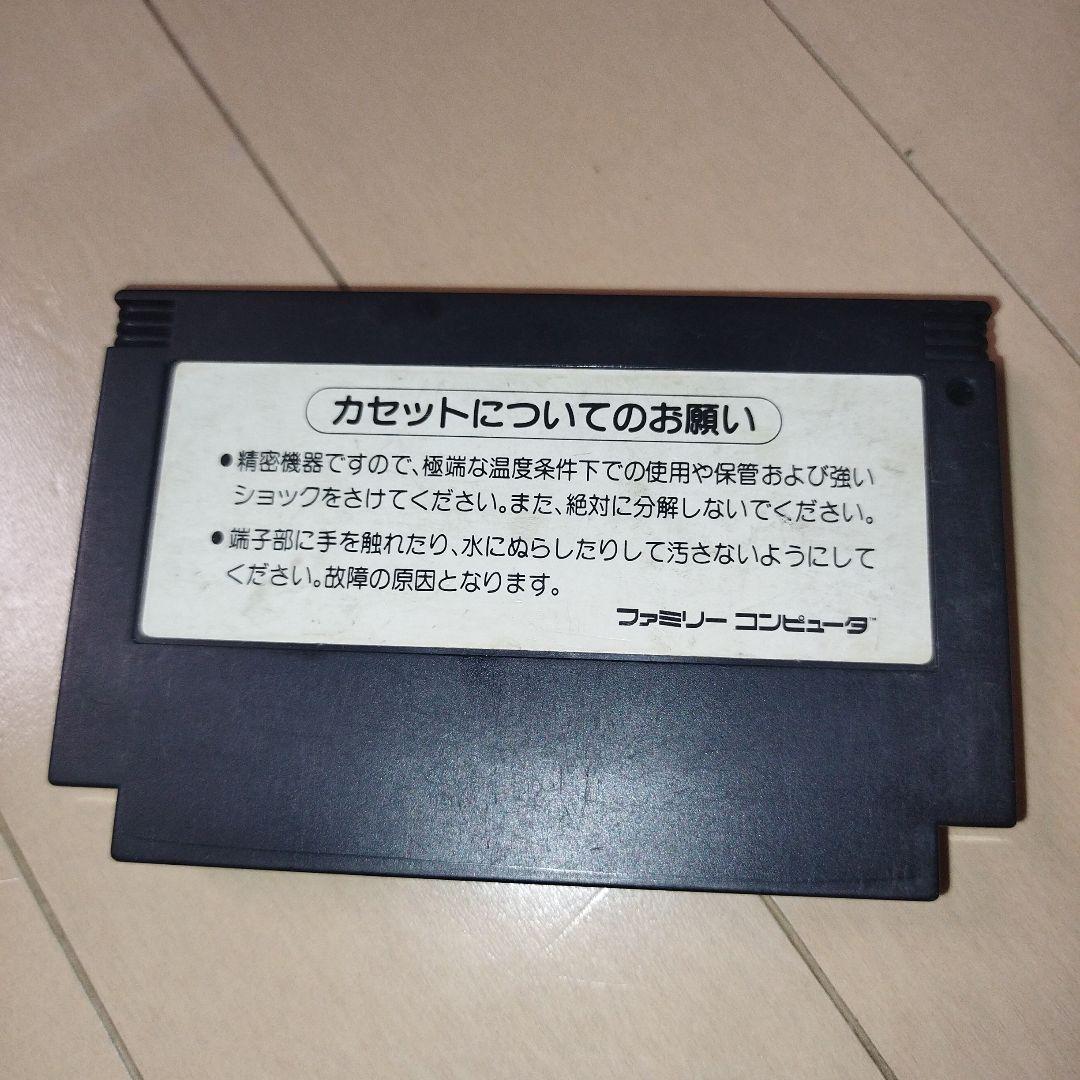 カセットについてのお願い
●精密機器ですので、極端な温度条件下での使用や保管および強い
ショックをさけてください。また、絶対に分解しないでください。
●端子部に手を触れたり、水にぬらしたりして汚さないようにして
ください。故障の原因となります。
ファミリー コンピュータ™